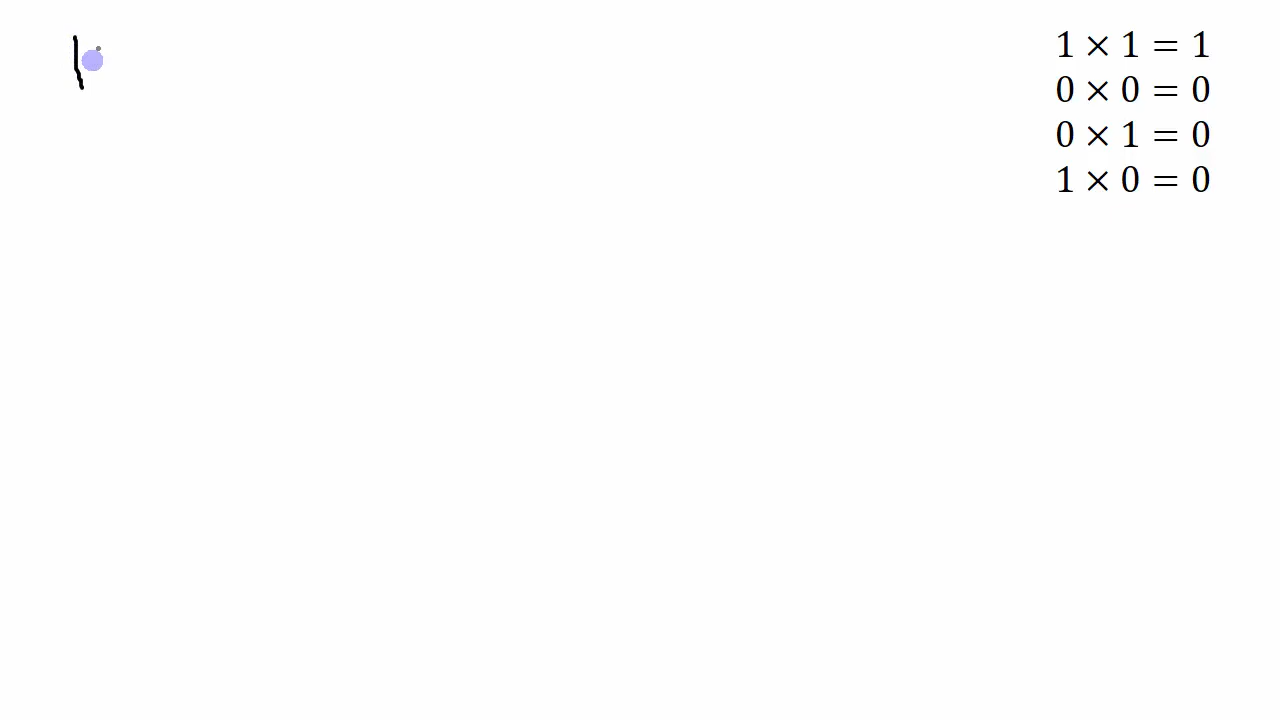 1 × 1 = 1
0 × 0 = 0
0 × 1 = 0
1 × 0 = 0